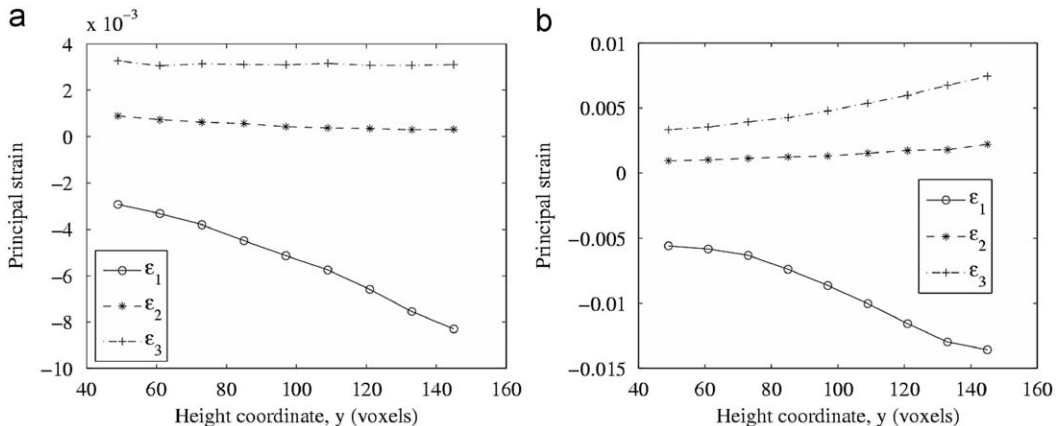 a
x 10⁻³
4
2
0
−2
−4
−6
−8
−10
Principal strain
ε₁
ε₂
ε₃
40 60 80 100 120 140 160
Height coordinate, y (voxels)
b
0.01
0.005
0
−0.005
−0.01
−0.015
Principal strain
ε₁
ε₂
ε₃
40 60 80 100 120 140 160
Height coordinate, y (voxels)